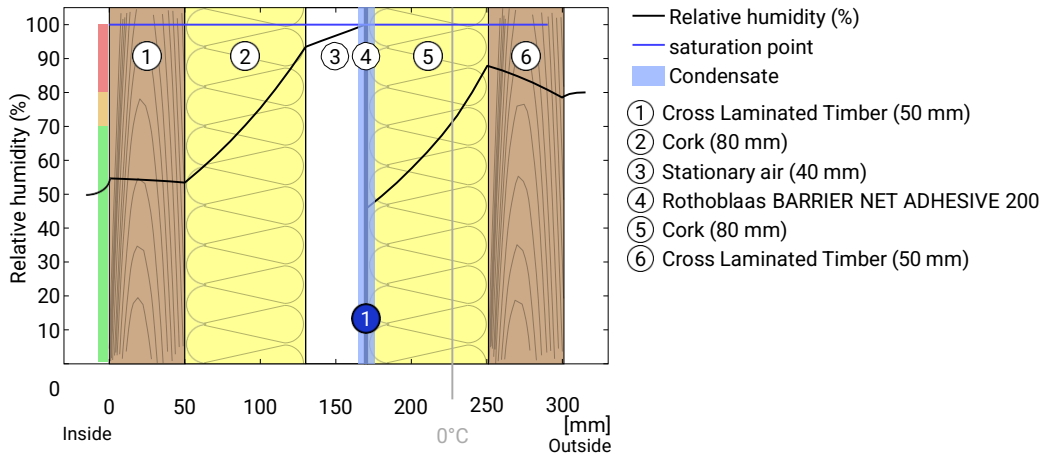 100
90
80
70
60
50
40
30
20
10
0
Relative humidity (%)
1
2
3
4
5
6
1
0
50
100
150
200
250
300
[mm]
Inside
0°C
Outside
Relative humidity (%)
saturation point
Condensate
1 Cross Laminated Timber (50 mm)
2 Cork (80 mm)
3 Stationary air (40 mm)
4 Rothoblaas BARRIER NET ADHESIVE 200
5 Cork (80 mm)
6 Cross Laminated Timber (50 mm)